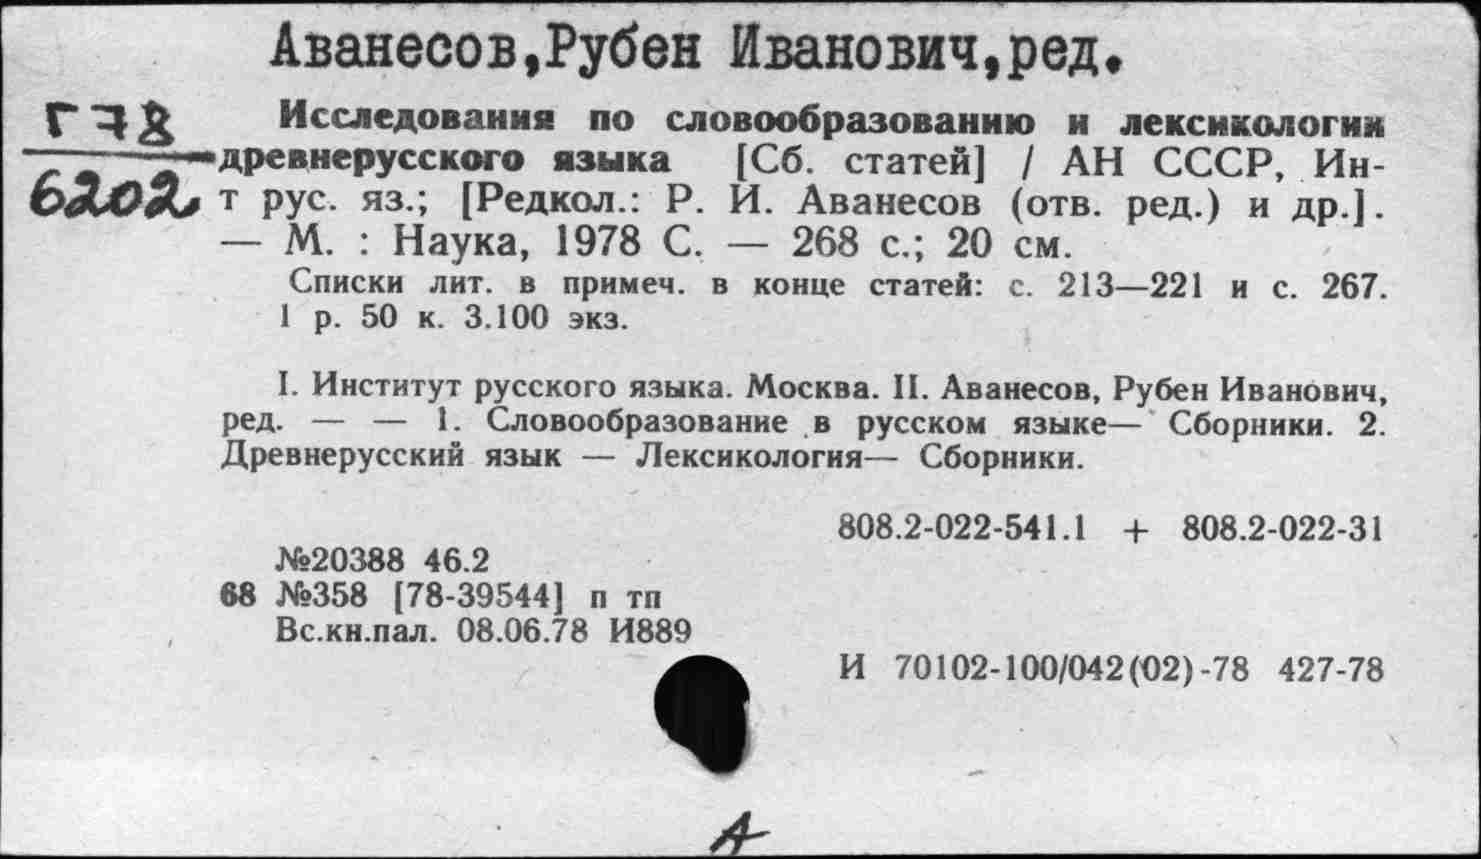 Аванесов,Рубен Иванович,ред.
Г78
6202
Исследования по словообразованию и лексикологии
древнерусского языка [Сб. статей] / АН СССР, Ин-
т рус. яз.; [Редкол.: Р. И. Аванесов (отв. ред.) и др.].
— М. : Наука, 1978 С. — 268 с.; 20 см.
Списки лит. в примеч. в конце статей: с. 213—221 и с. 267.
1 р. 50 к. 3.100 экз.
I. Институт русского языка. Москва. II. Аванесов, Рубен Иванович,
ред. — — 1. Словообразование в русском языке— Сборники. 2.
Древнерусский язык — Лексикология— Сборники.
808.2-022-541.1 + 808.2-022-31
№20388 46.2
68 №358 [78-39544] п тп
Вс.кн.пал. 08.06.78 И889
И 70102-100/042(02)-78 427-78
А